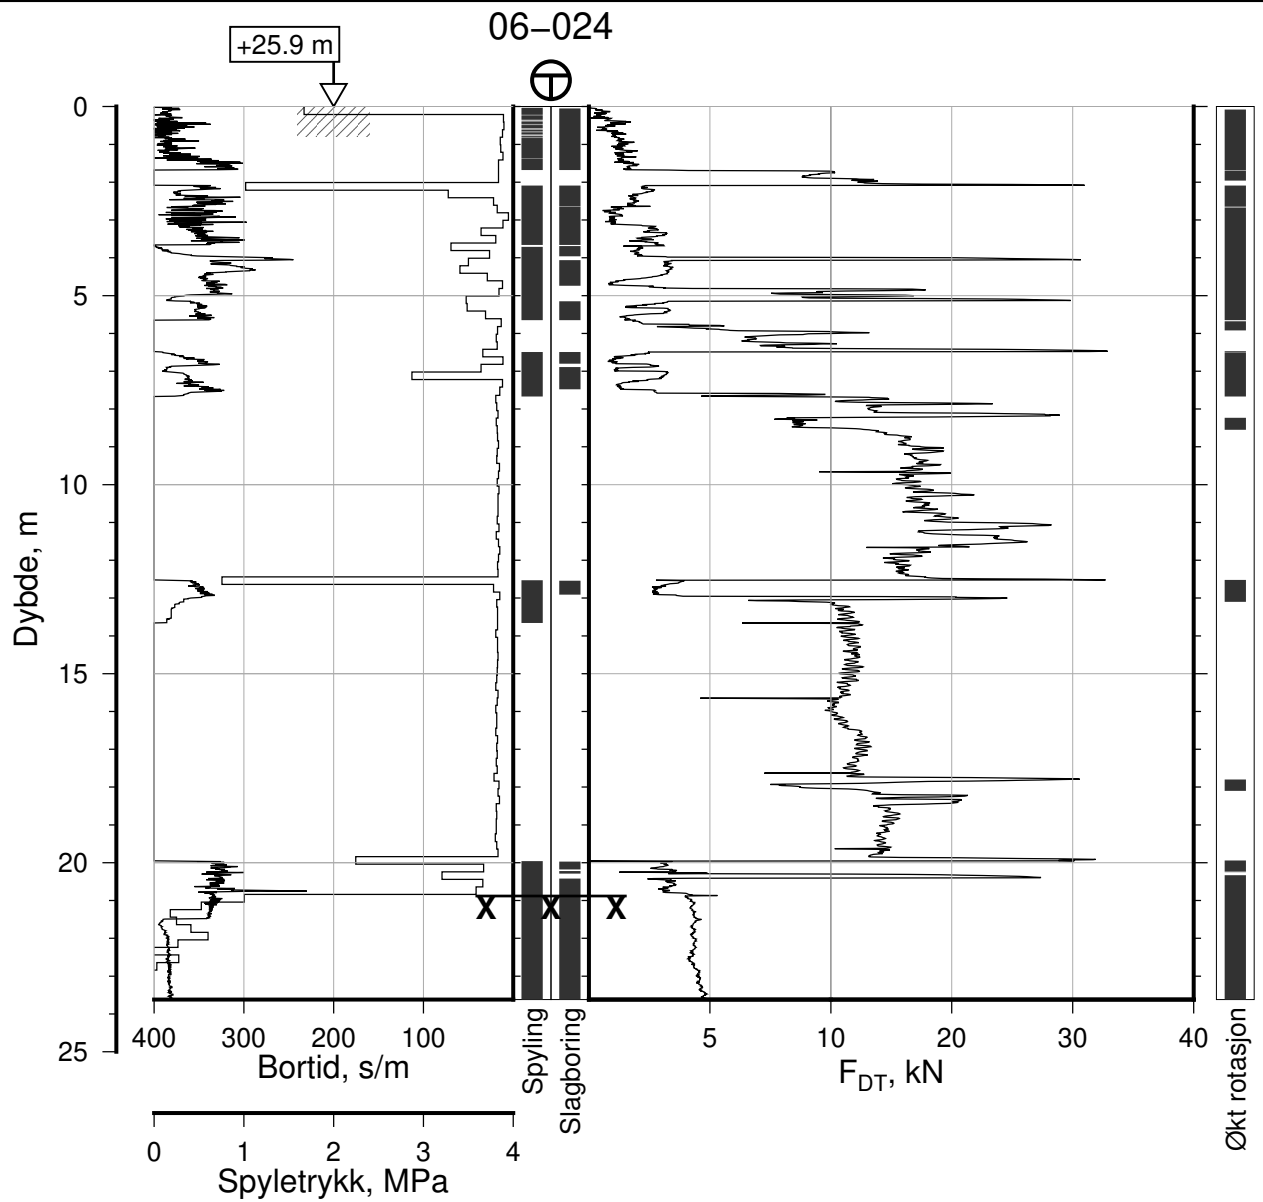 06–024
+25.9 m
0
5
10
15
20
25
Dybde, m
400 300 200 100
Bortid, s/m
Spyling
Slagboring
5 10 20 30 40
F_DT, kN
Økt rotasjon
X X X
0 1 2 3 4
Spyletrykk, MPa